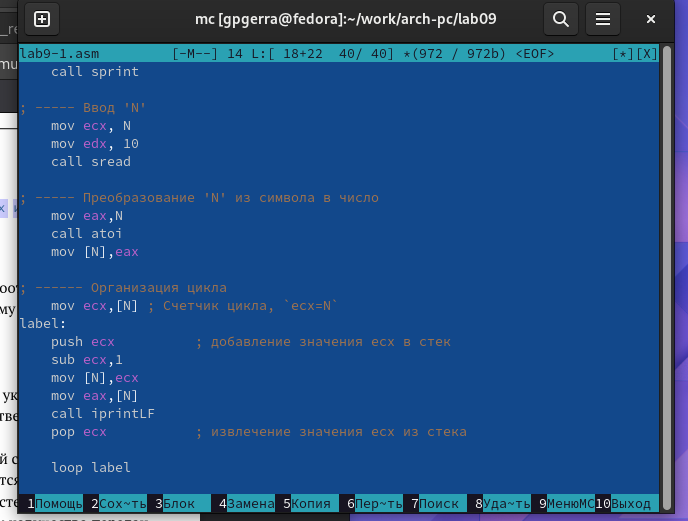 mc [gpgerra@fedora]:~/work/arch-pc/lab09
lab9-1.asm [-M--] 14 L:[ 18+22 40/ 40] *(972 / 972b) <EOF> [*][X]
call sprint
; ----- Ввод 'N'
mov ecx, N
mov edx, 10
call sread
; ----- Преобразование 'N' из символа в число
mov eax,N
call atoi
mov [N],eax
; ------ Организация цикла
mov ecx,[N] ; Счетчик цикла, `ecx=N`
label:
push ecx ; добавление значения ecx в стек
sub ecx,1
mov [N],ecx
mov eax,[N]
call iprintLF
pop ecx ; извлечение значения ecx из стека
loop label
1Помощь 2Сох~ть 3Блок 4Замена 5Копия 6Пер~ть 7Поиск 8Уда~ть 9МенюМС 10Выход